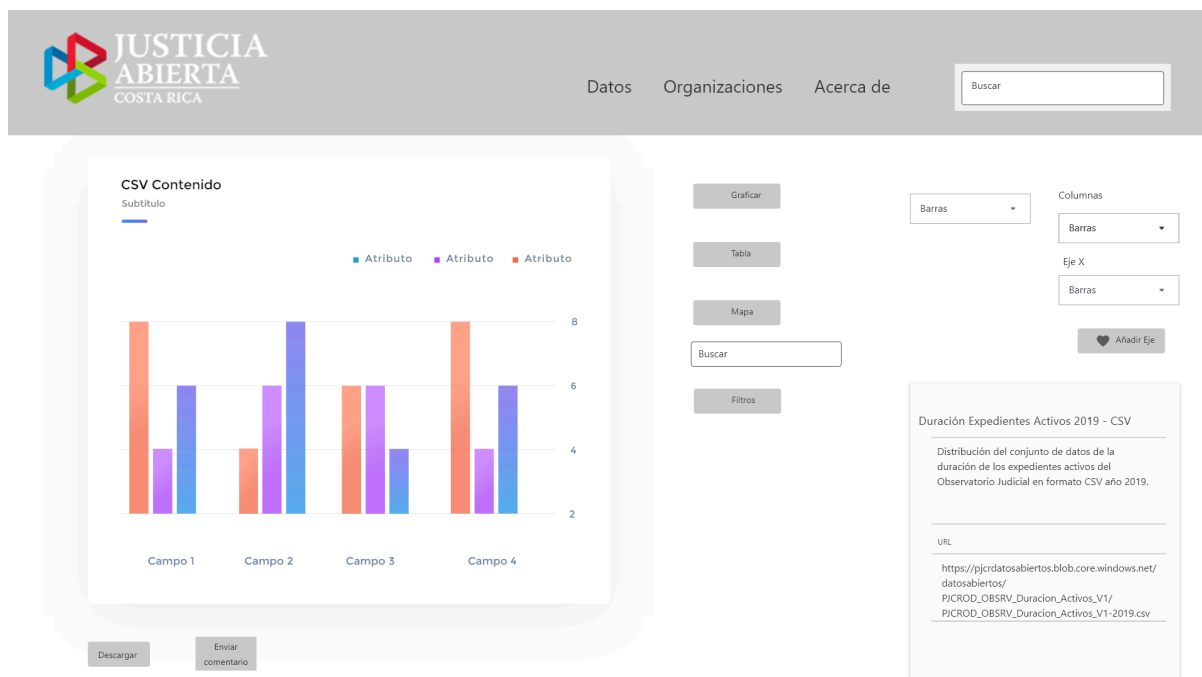 JUSTICIA
ABIERTA
COSTA RICA
Datos
Organizaciones
Acerca de
Buscar
CSV Contenido
Subtitulo
Atributo
Atributo
Atributo
8
6
4
2
Campo 1
Campo 2
Campo 3
Campo 4
Descargar
Enviar
comentario
Graficar
Tabla
Mapa
Buscar
Filtros
Barras
Columnas
Barras
Eje X
Barras
Añadir Eje
Duración Expedientes Activos 2019 - CSV
Distribución del conjunto de datos de la
duración de los expedientes activos del
Observatorio Judicial en formato CSV año 2019.
URL
https://pjcrdatosabiertos.blob.core.windows.net/
datosabiertos/
PJCROD_OBSRV_Duracion_Activos_V1/
PJCROD_OBSRV_Duracion_Activos_V1-2019.csv